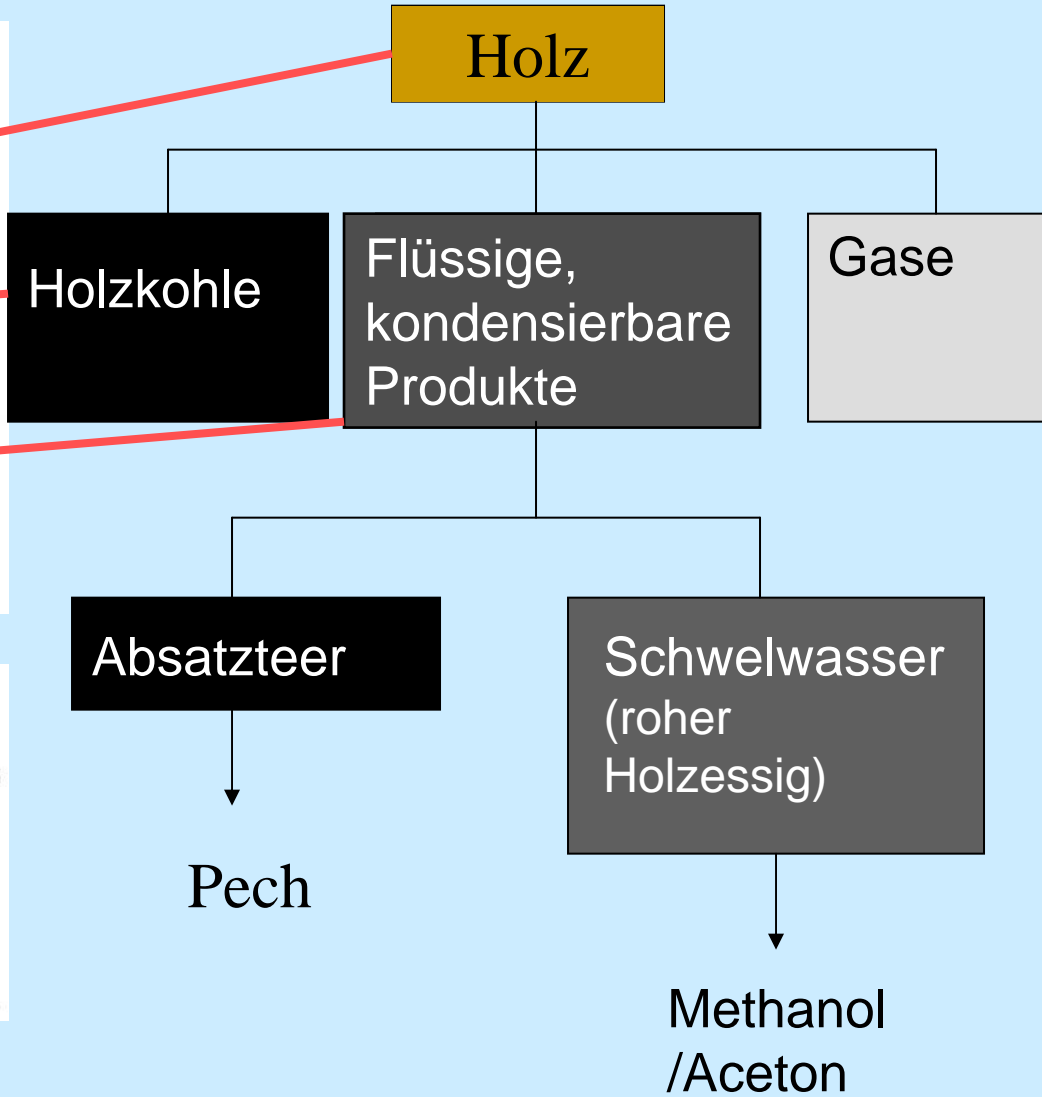 Holz
Holzkohle
Flüssige,
kondensierbare
Produkte
Gase
Absatzteer
Schwelwasser
(roher
Holzessig)
Pech
Methanol
/Aceton